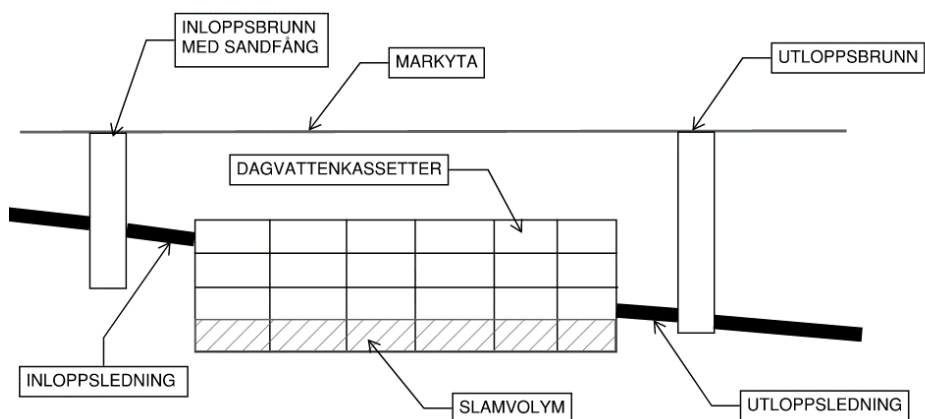 INLOPPSBRUNN
MED SANDFÅNG
MARKYTA
UTLOPPSBRUNN
DAGVATTENKASSETTER
INLOPPSLEDNING
SLAMVOLYM
UTLOPPSLEDNING